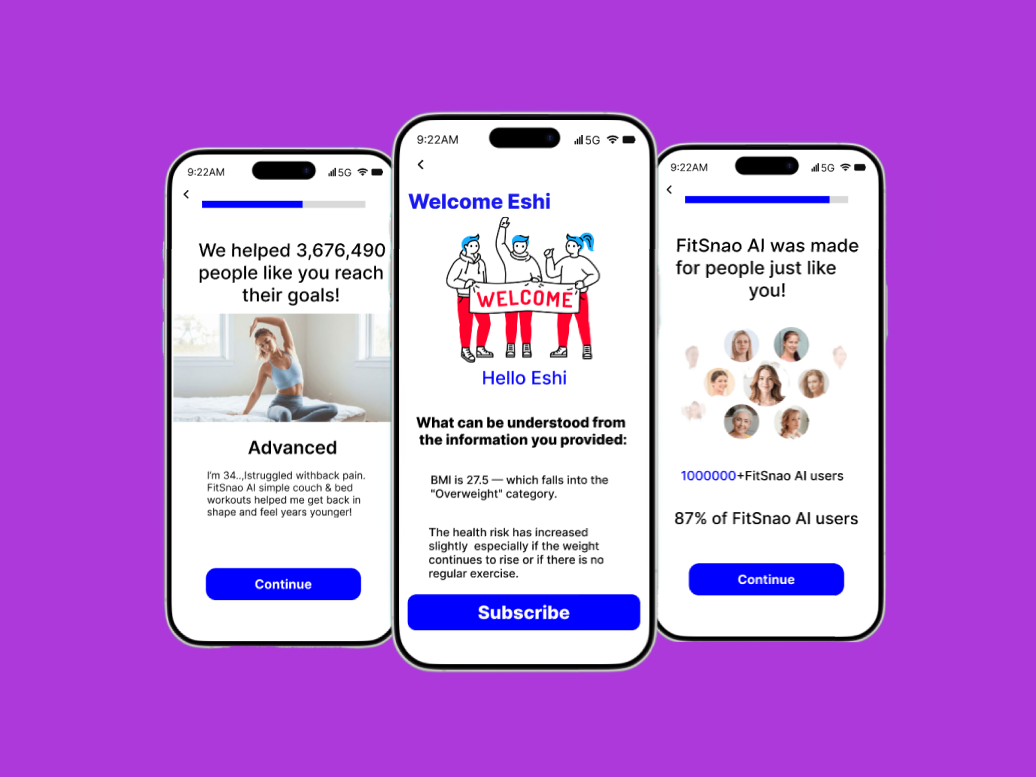 9:22AM
5G
We helped 3,676,490
people like you reach
their goals!
Advanced
I'm 34..,Istruggled withback pain.
FitSnao AI simple couch & bed
workouts helped me get back in
shape and feel years younger!
Continue
9:22AM
5G
Welcome Eshi
WELCOME
Hello Eshi
What can be understood from
the information you provided:
BMI is 27.5 — which falls into the
"Overweight" category.
The health risk has increased
slightly especially if the weight
continues to rise or if there is no
regular exercise.
Subscribe
9:22AM
5G
FitSnao AI was made
for people just like
you!
1000000+FitSnao AI users
87% of FitSnao AI users
Continue